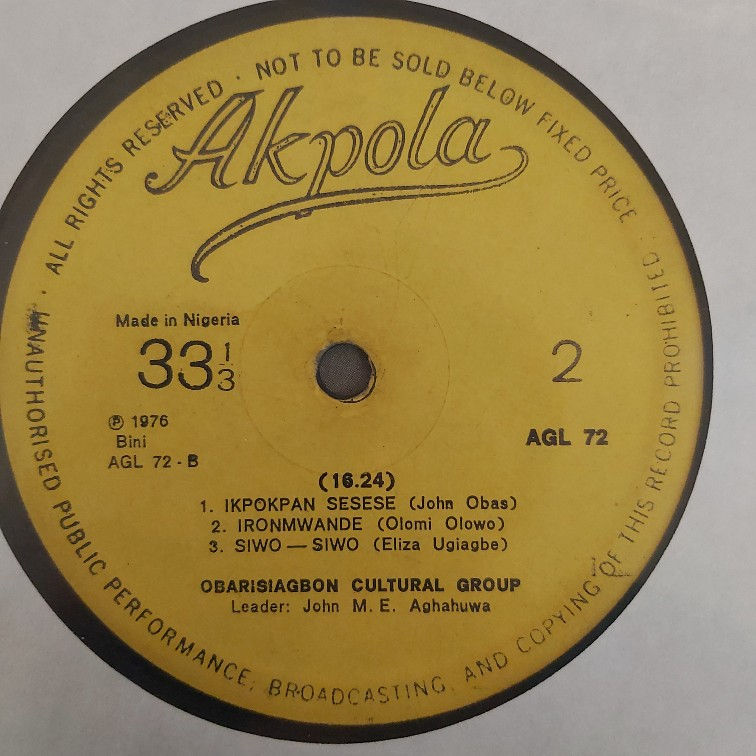 · ALL RIGHTS RESERVED · NOT TO BE SOLD BELOW FIXED PRICE
Akpola
Made in Nigeria
33 1/3
2
℗ 1976
Bini
AGL 72 - B
AGL 72
(16.24)
1. IKPOKPAN SESESE (John Obas)
2. IRONMWANDE (Olomi Olowo)
3. SIWO — SIWO (Eliza Ugiagbe)
OBARISIAGBON CULTURAL GROUP
Leader: John M. E. Aghahuwa
UNAUTHORISED PUBLIC PERFORMANCE, BROADCASTING, AND COPYING OF THIS RECORD PROHIBITED.